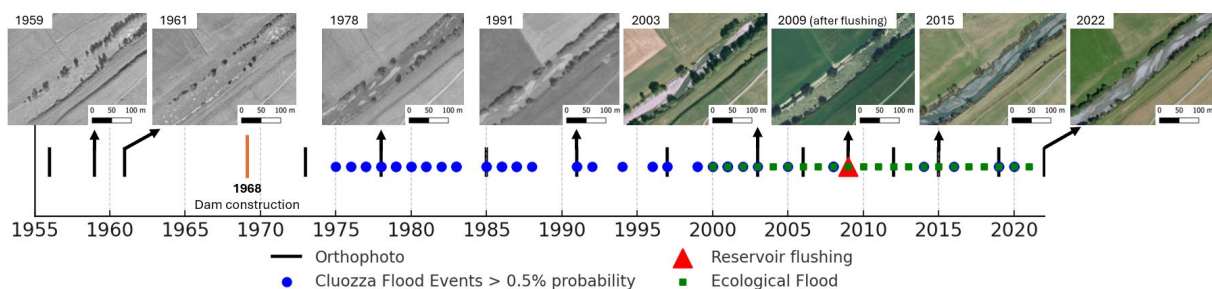 1959
1961
1978
1991
2003
2009 (after flushing)
2015
2022
0 50 100 m
0 50 100 m
0 50 100 m
0 50 100 m
0 50 100 m
0 50 100 m
0 50 100 m
0 50 100 m
1968
Dam construction
1955 1960 1965 1970 1975 1980 1985 1990 1995 2000 2005 2010 2015 2020
Orthophoto
Reservoir flushing
Cluozza Flood Events > 0.5% probability
Ecological Flood